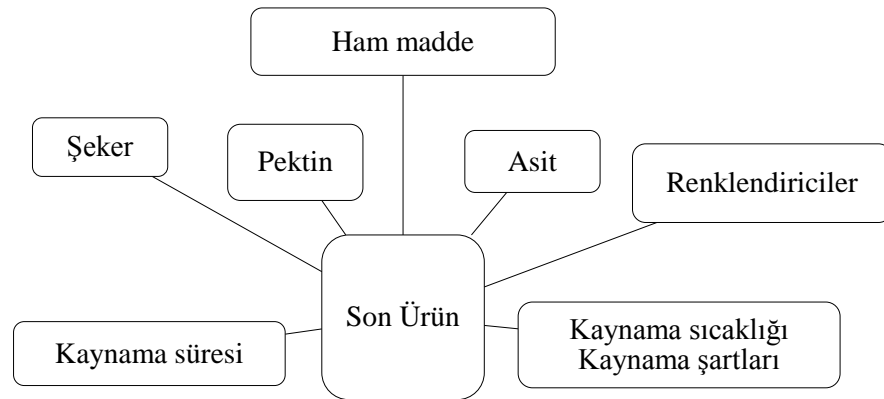 Ham madde
Şeker
Pektin
Asit
Renklendiriciler
Son Ürün
Kaynama süresi
Kaynama sıcaklığı
Kaynama şartları